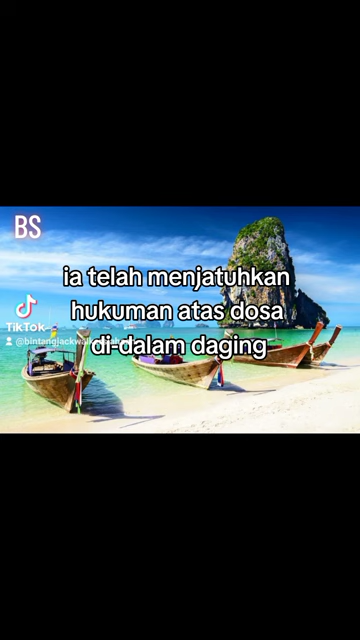 BS
ia telah menjatuhkan
hukuman atas dosa
di-dalam daging
TikTok